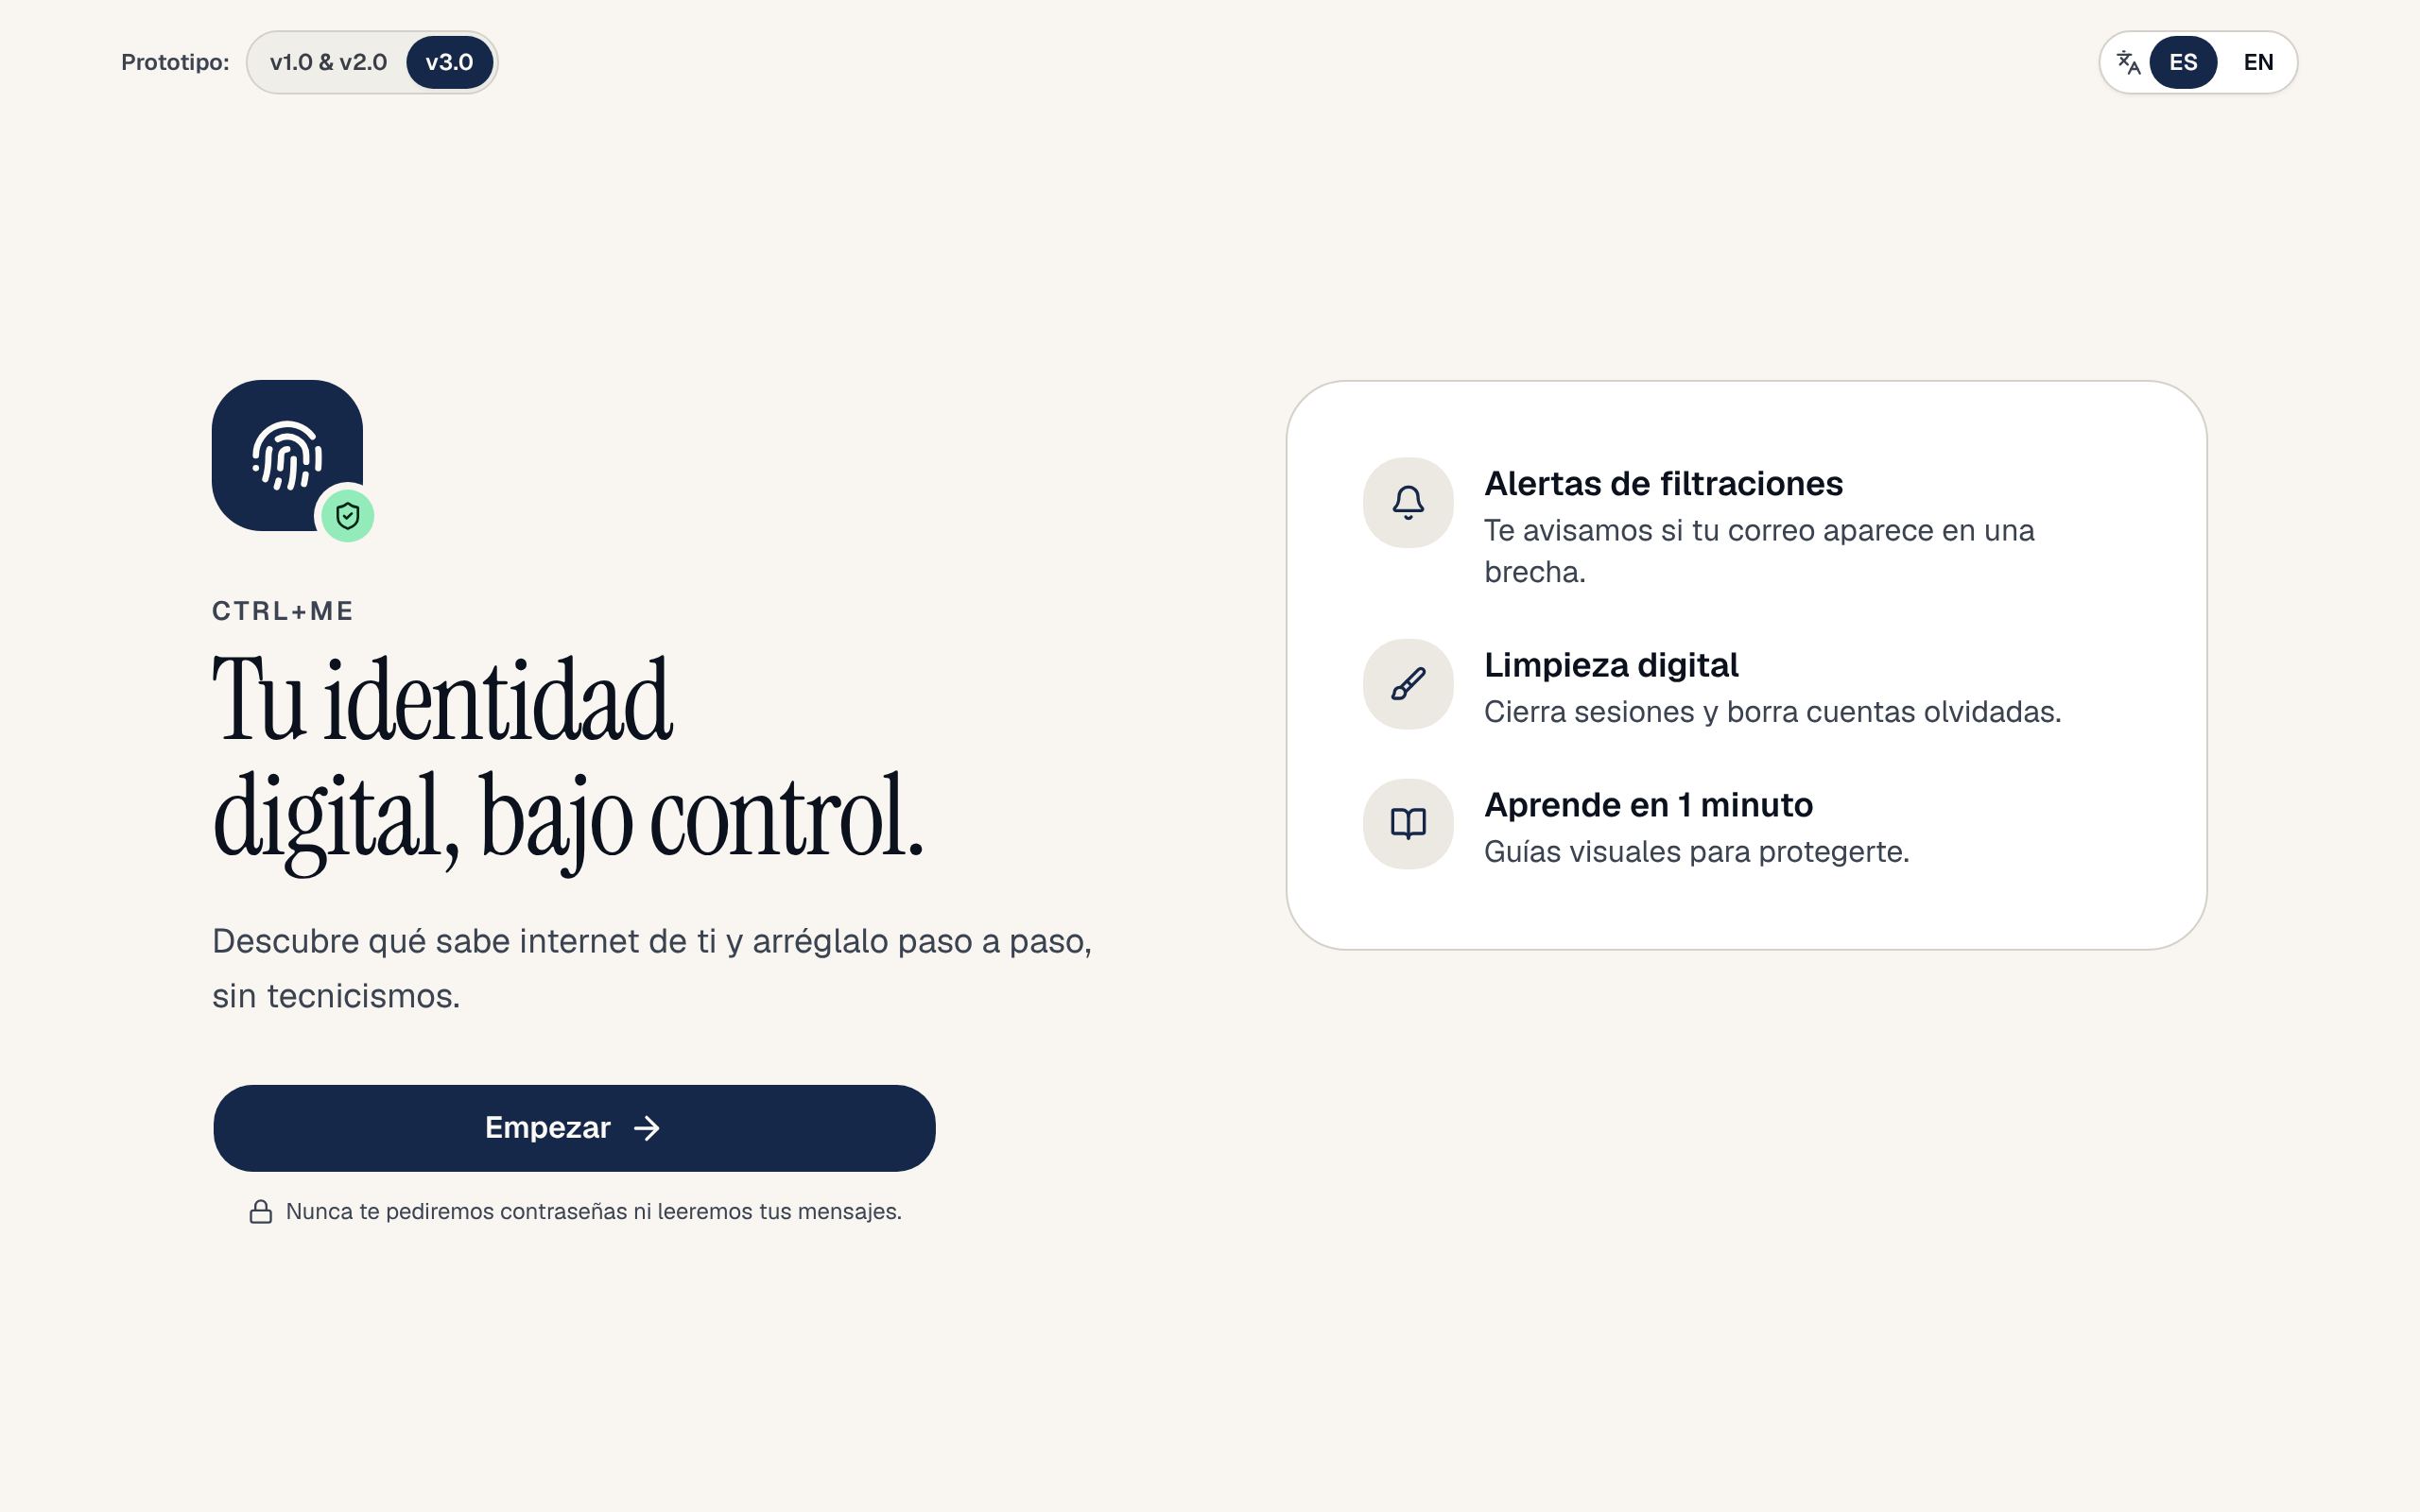 Prototipo: v1.0 & v2.0 v3.0
ES EN
CTRL+ME
Tu identidad
digital, bajo control.
Descubre qué sabe internet de ti y arréglalo paso a paso,
sin tecnicismos.
Empezar
Nunca te pediremos contraseñas ni leeremos tus mensajes.
Alertas de filtraciones
Te avisamos si tu correo aparece en una
brecha.
Limpieza digital
Cierra sesiones y borra cuentas olvidadas.
Aprende en 1 minuto
Guías visuales para protegerte.